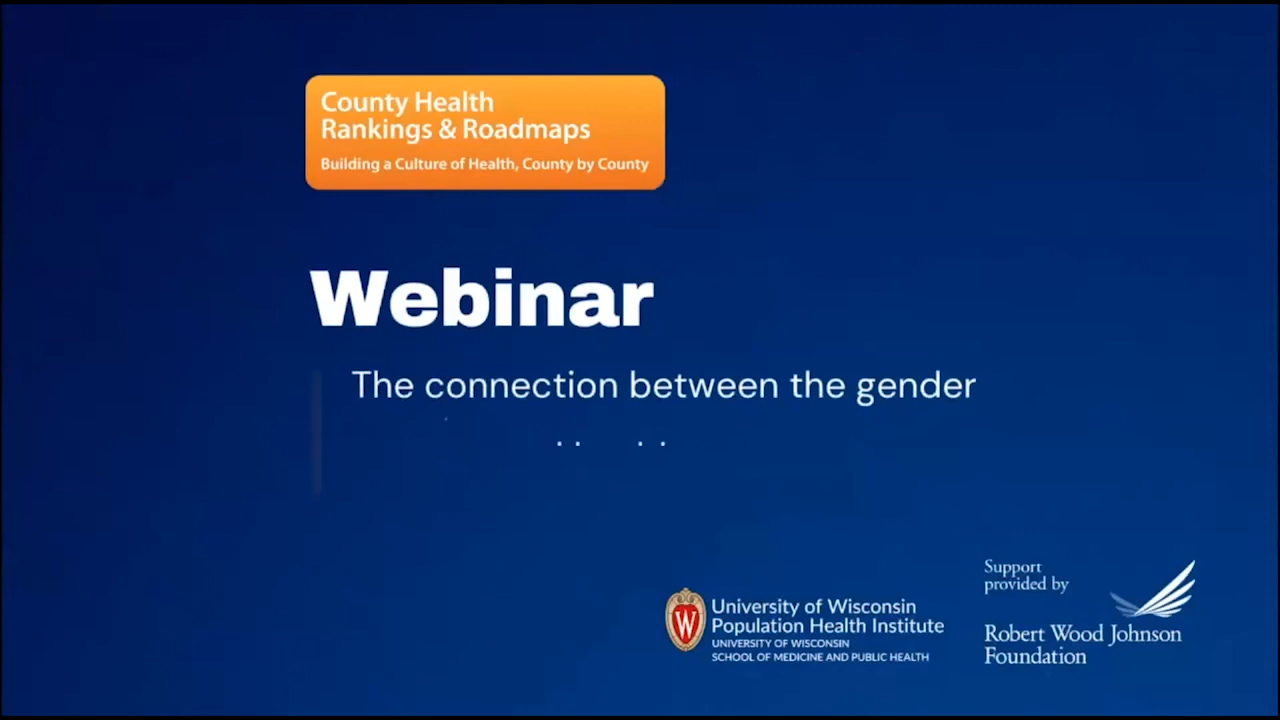 County Health
Rankings & Roadmaps
Building a Culture of Health, County by County
Webinar
The connection between the gender
Support
provided by
University of Wisconsin
Population Health Institute
UNIVERSITY OF WISCONSIN
SCHOOL OF MEDICINE AND PUBLIC HEALTH
W
Robert Wood Johnson
Foundation